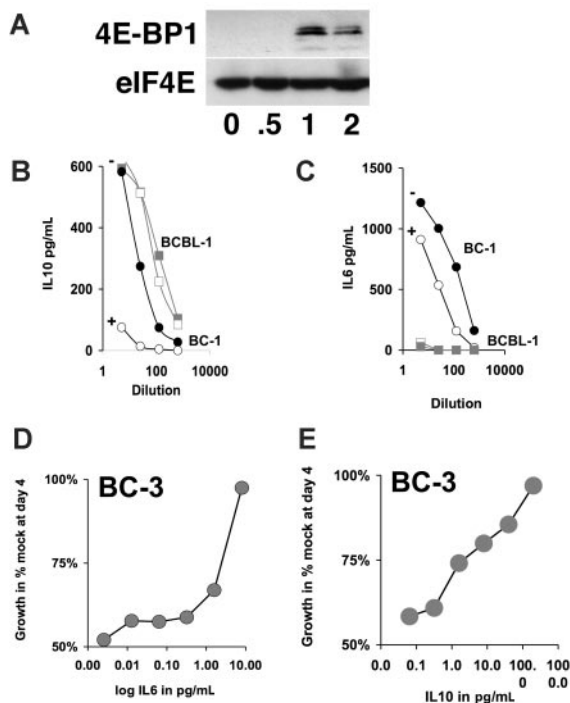 A
4E-BP1
eIF4E
0 .5 1 2
B
C
IL10 pg/mL
600
400
200
0
-
+
BCBL-1
BC-1
1 100 10000
Dilution
IL6 pg/mL
1500
1000
500
0
-
+
BC-1
BCBL-1
1 100 10000
Dilution
D
E
BC-3
Growth in % mock at day 4
100%
75%
50%
0.00 0.01 0.10 1.00 10.00
log IL6 in pg/mL
BC-3
Growth in % mock at day 4
100%
75%
50%
0.0 0.1 1.0 10.0 100. 100
0 0.0
IL10 in pg/mL